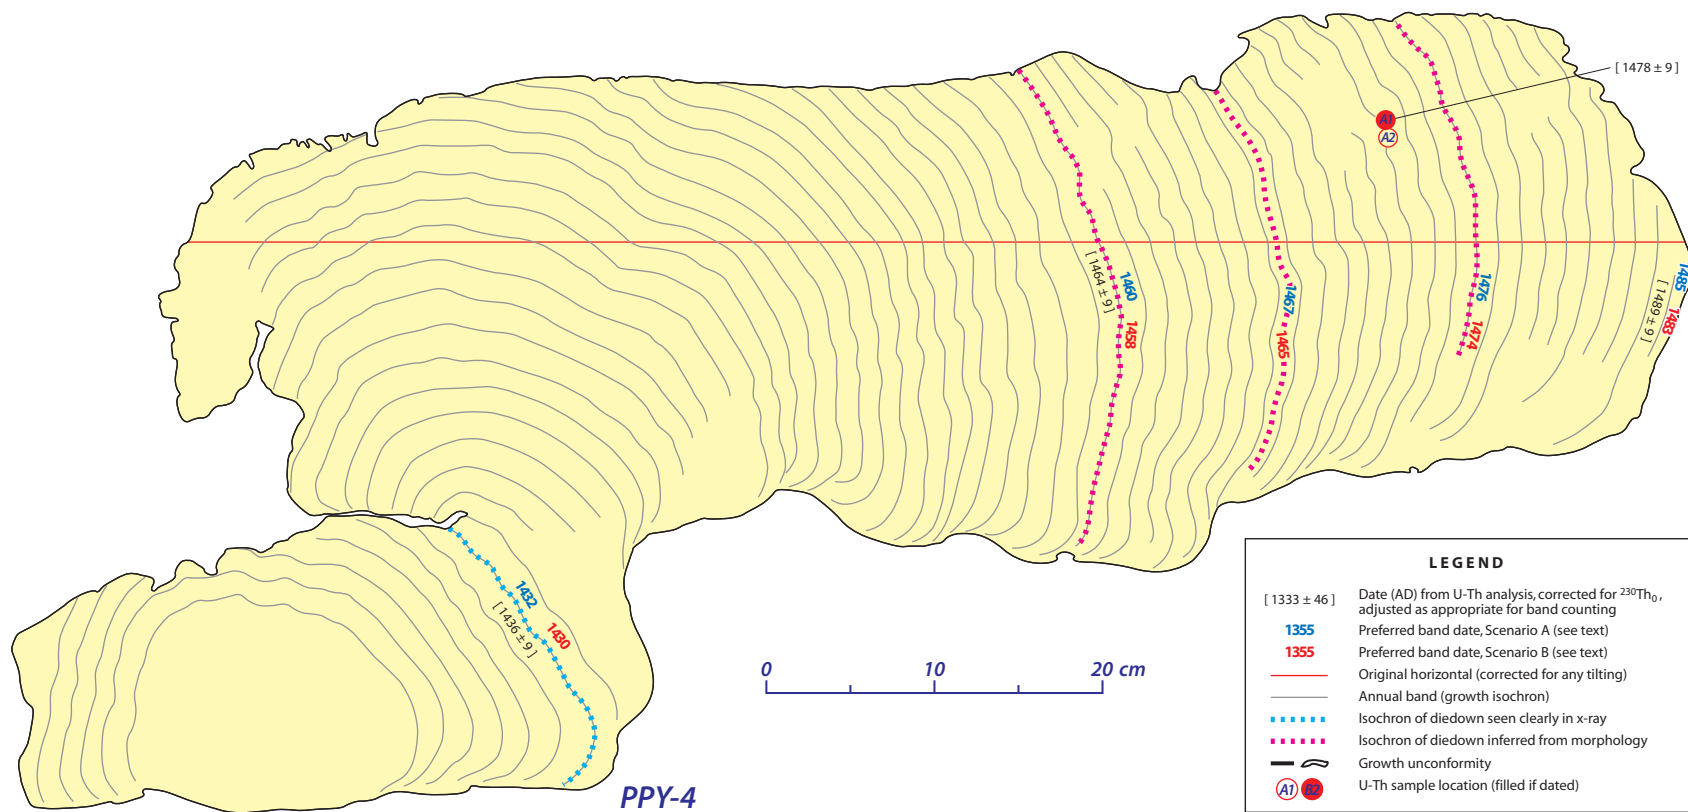 [ 1478 ± 9 ]
A1
A2
[ 1464 ± 9 ]
1460
1458
1467
1465
1476
1474
1485
1483
[ 1489 ± 9 ]
1432
[ 1436 ± 9 ]
1430
0 10 20 cm
PPY-4
LEGEND
[ 1333 ± 46 ] Date (AD) from U-Th analysis, corrected for ²³⁰Th₀,
adjusted as appropriate for band counting
1355 Preferred band date, Scenario A (see text)
1355 Preferred band date, Scenario B (see text)
Original horizontal (corrected for any tilting)
Annual band (growth isochron)
Isochron of diedown seen clearly in x-ray
Isochron of diedown inferred from morphology
Growth unconformity
A1 B2 U-Th sample location (filled if dated)